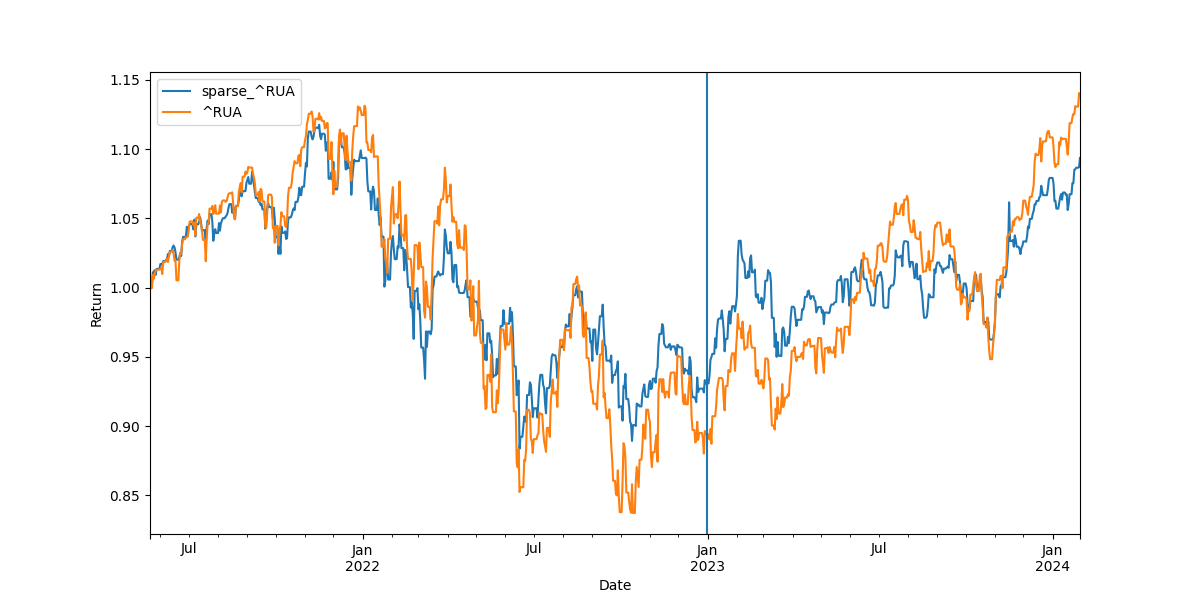 1.15
1.10
1.05
1.00
0.95
0.90
0.85
Return
sparse_^RUA
^RUA
Jul
Jan
2022
Jul
Jan
2023
Jul
Jan
2024
Date